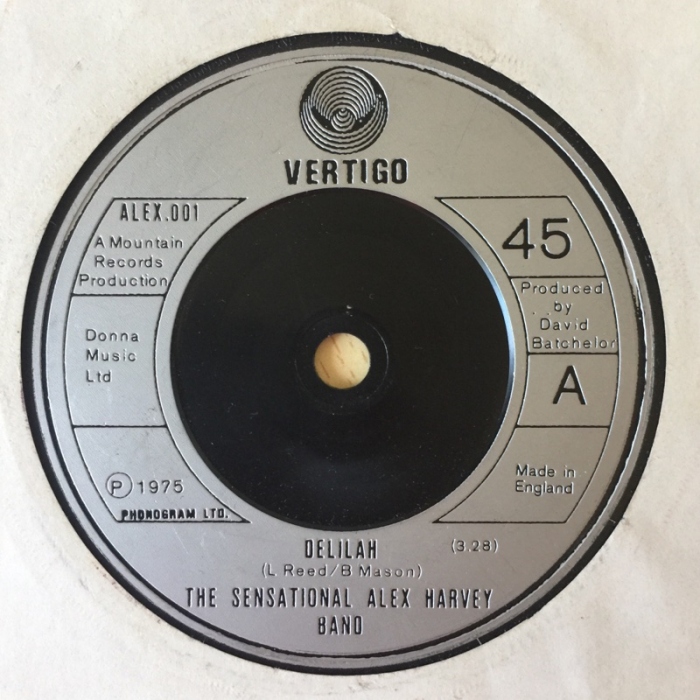 VERTIGO
ALEX.001
A Mountain
Records
Production
Donna
Music
Ltd
Ⓟ 1975
PHONOGRAM LTD.
45
Produced
by
David
Batchelor
A
Made in
England
DELILAH (3.28)
(L Reed/B Mason)
THE SENSATIONAL ALEX HARVEY
BAND